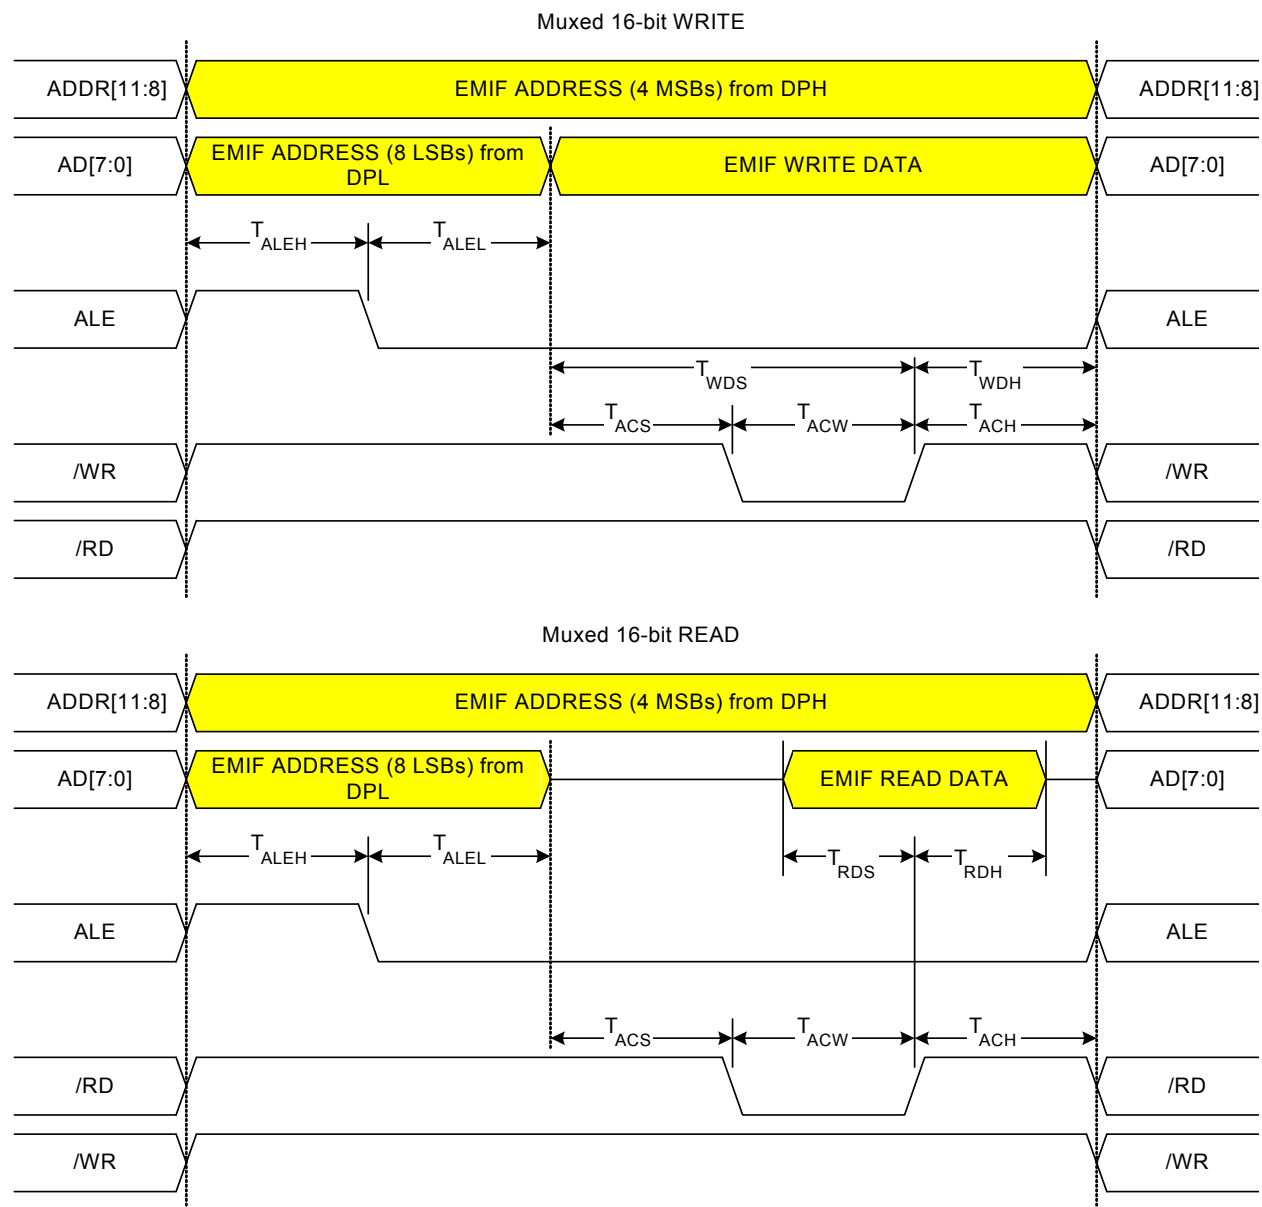 Muxed 16-bit WRITE
ADDR[11:8] EMIF ADDRESS (4 MSBs) from DPH ADDR[11:8]
AD[7:0] EMIF ADDRESS (8 LSBs) from DPL EMIF WRITE DATA AD[7:0]
TALEH TALEL
ALE ALE
TWDS TWDH
TACS TACW TACH
/WR /WR
/RD /RD
Muxed 16-bit READ
ADDR[11:8] EMIF ADDRESS (4 MSBs) from DPH ADDR[11:8]
AD[7:0] EMIF ADDRESS (8 LSBs) from DPL EMIF READ DATA AD[7:0]
TALEH TALEL TRDS TRDH
ALE ALE
TACS TACW TACH
/RD /RD
/WR /WR